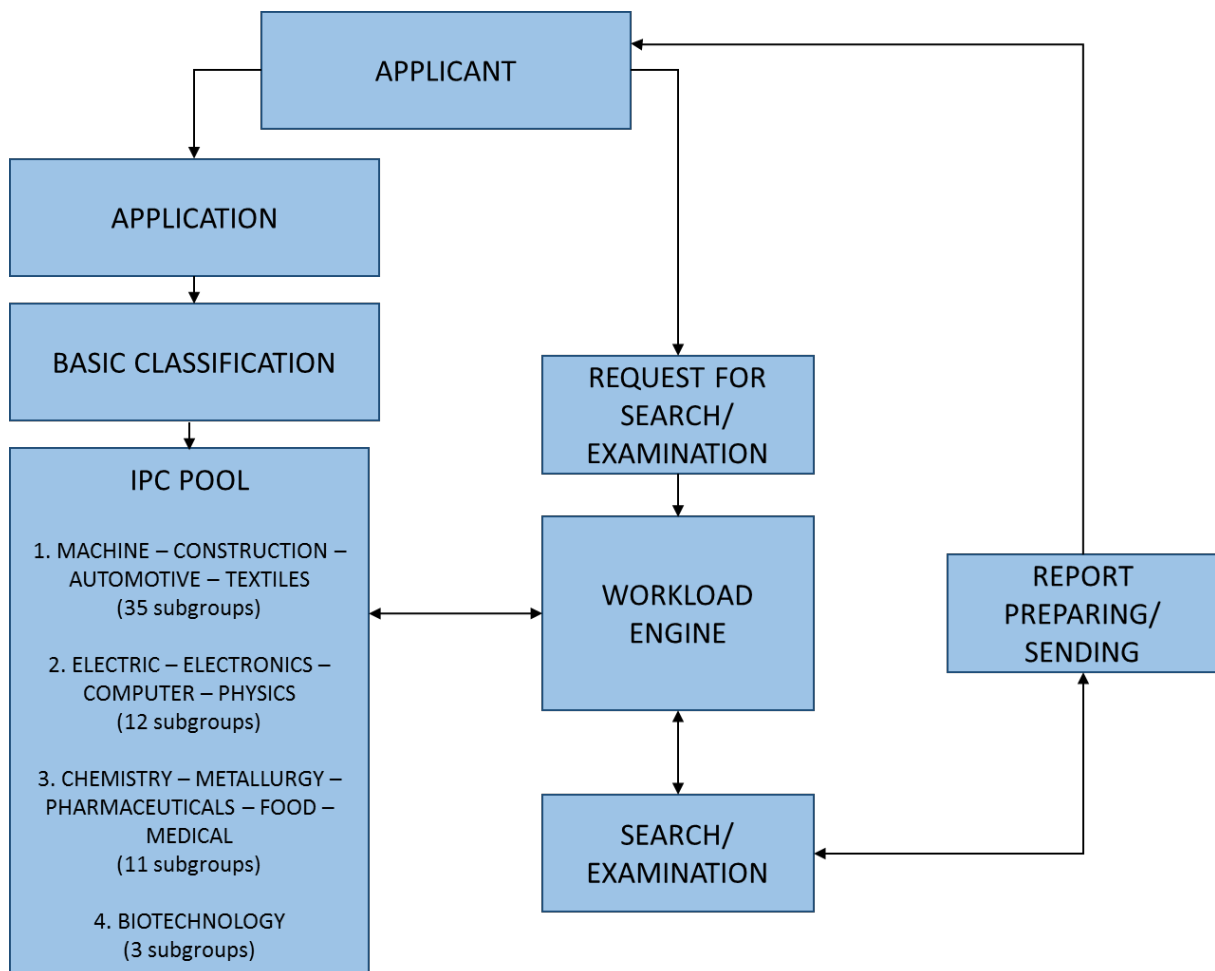 APPLICANT
APPLICATION
BASIC CLASSIFICATION
REQUEST FOR
SEARCH/
EXAMINATION
IPC POOL
1. MACHINE – CONSTRUCTION –
AUTOMOTIVE – TEXTILES
(35 subgroups)
2. ELECTRIC – ELECTRONICS –
COMPUTER – PHYSICS
(12 subgroups)
3. CHEMISTRY – METALLURGY –
PHARMACEUTICALS – FOOD –
MEDICAL
(11 subgroups)
4. BIOTECHNOLOGY
(3 subgroups)
WORKLOAD
ENGINE
REPORT
PREPARING/
SENDING
SEARCH/
EXAMINATION